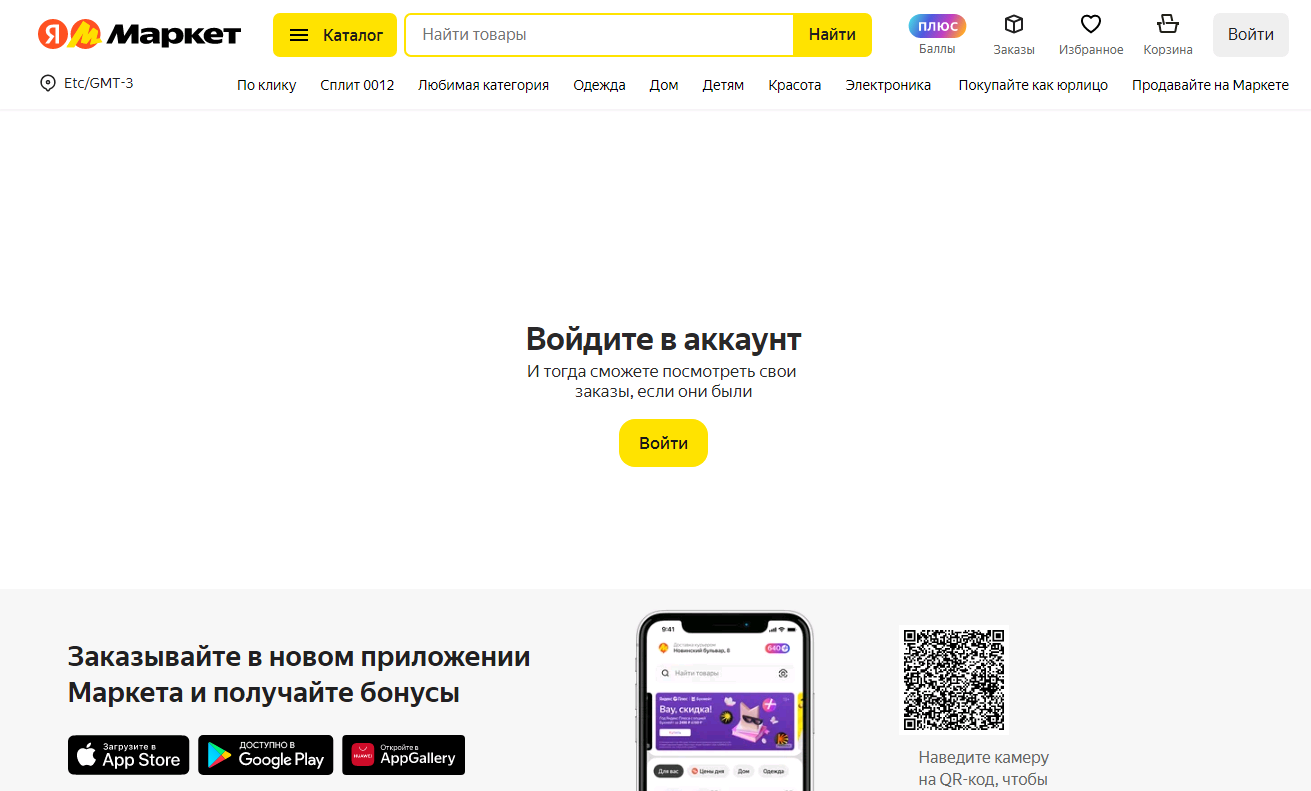 Я М Маркет
Каталог
Найти товары
Найти
плюс
Баллы
Заказы
Избранное
Корзина
Войти
Etc/GMT-3
По клику
Сплит 0012
Любимая категория
Одежда
Дом
Детям
Красота
Электроника
Покупайте как юрлицо
Продавайте на Маркете
Войдите в аккаунт
И тогда сможете посмотреть свои
заказы, если они были
Войти
Заказывайте в новом приложении
Маркета и получайте бонусы
Загрузите в
App Store
ДОСТУПНО В
Google Play
HUAWEI
Откройте в
AppGallery
9:41
Доставка курьером
Новинский бульвар, 8
640
Найти товары
Вау, скидка!
Для вас
Цены дня
Дом
Одежда
Наведите камеру
на QR-код, чтобы